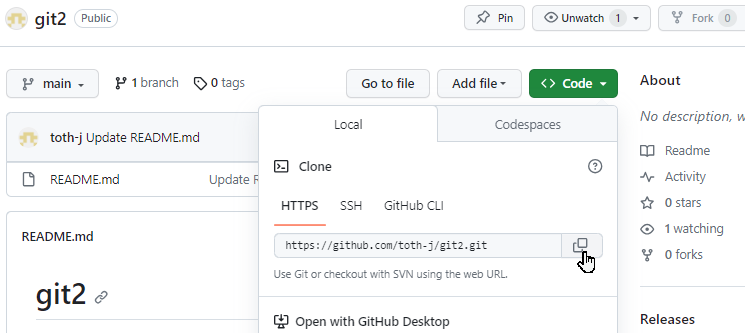 git2 Public
Pin
Unwatch 1
Fork 0
main
1 branch
0 tags
Go to file
Add file
Code
About
No description, w
toth-j Update README.md
README.md
Update R
Local
Codespaces
Clone
HTTPS
SSH
GitHub CLI
https://github.com/toth-j/git2.git
Use Git or checkout with SVN using the web URL.
Open with GitHub Desktop
README.md
git2
Readme
Activity
0 stars
1 watching
0 forks
Releases